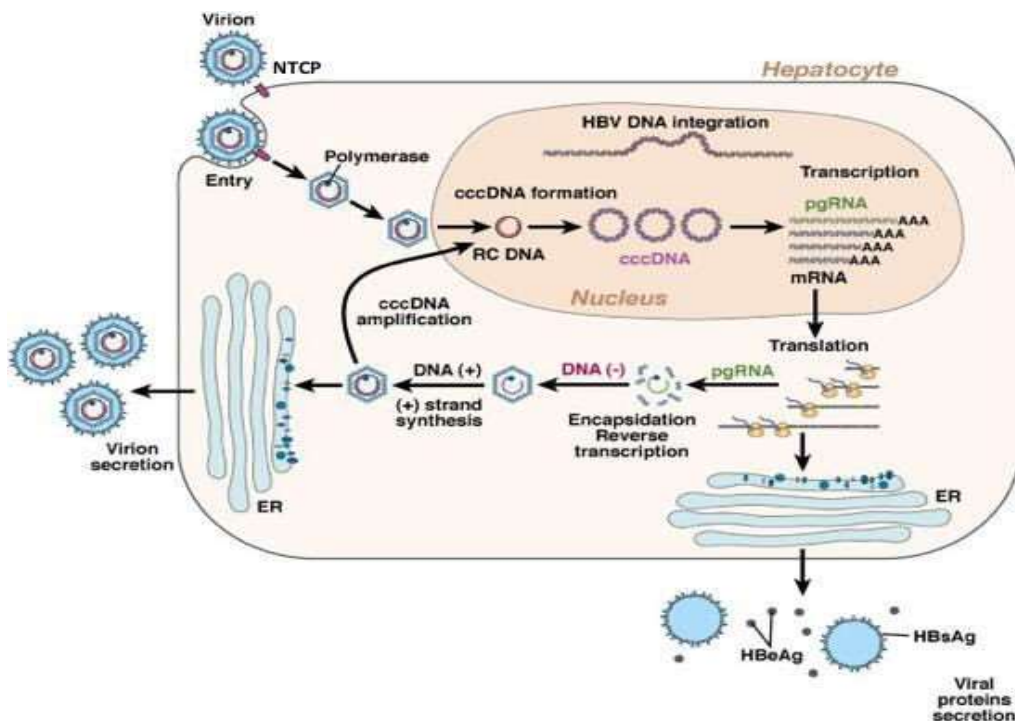 Virion
NTCP
Hepatocyte
HBV DNA integration
Polymerase
Entry
Transcription
cccDNA formation
pgRNA
AAA
AAA
AAA
AAA
RC DNA
cccDNA
mRNA
Nucleus
cccDNA
amplification
Translation
DNA (+)
DNA (-)
pgRNA
(+) strand
synthesis
Encapsidation
Reverse
transcription
Virion
secretion
ER
ER
HBeAg
HBsAg
Viral
proteins
secretion